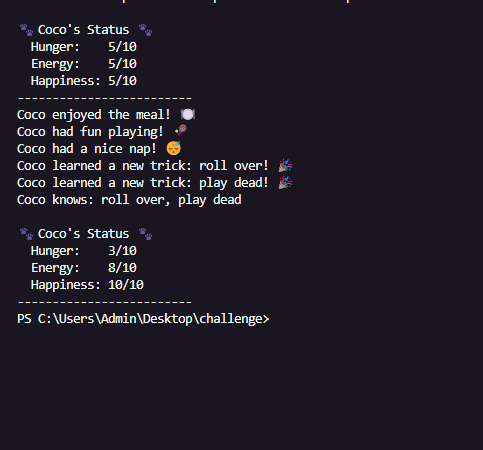 🐾 Coco's Status 🐾
Hunger: 5/10
Energy: 5/10
Happiness: 5/10
-------------------------
Coco enjoyed the meal! 🍽️
Coco had fun playing! 🎾
Coco had a nice nap! 😴
Coco learned a new trick: roll over! 🎉
Coco learned a new trick: play dead! 🎉
Coco knows: roll over, play dead
🐾 Coco's Status 🐾
Hunger: 3/10
Energy: 8/10
Happiness: 10/10
-------------------------
PS C:\Users\Admin\Desktop\challenge>